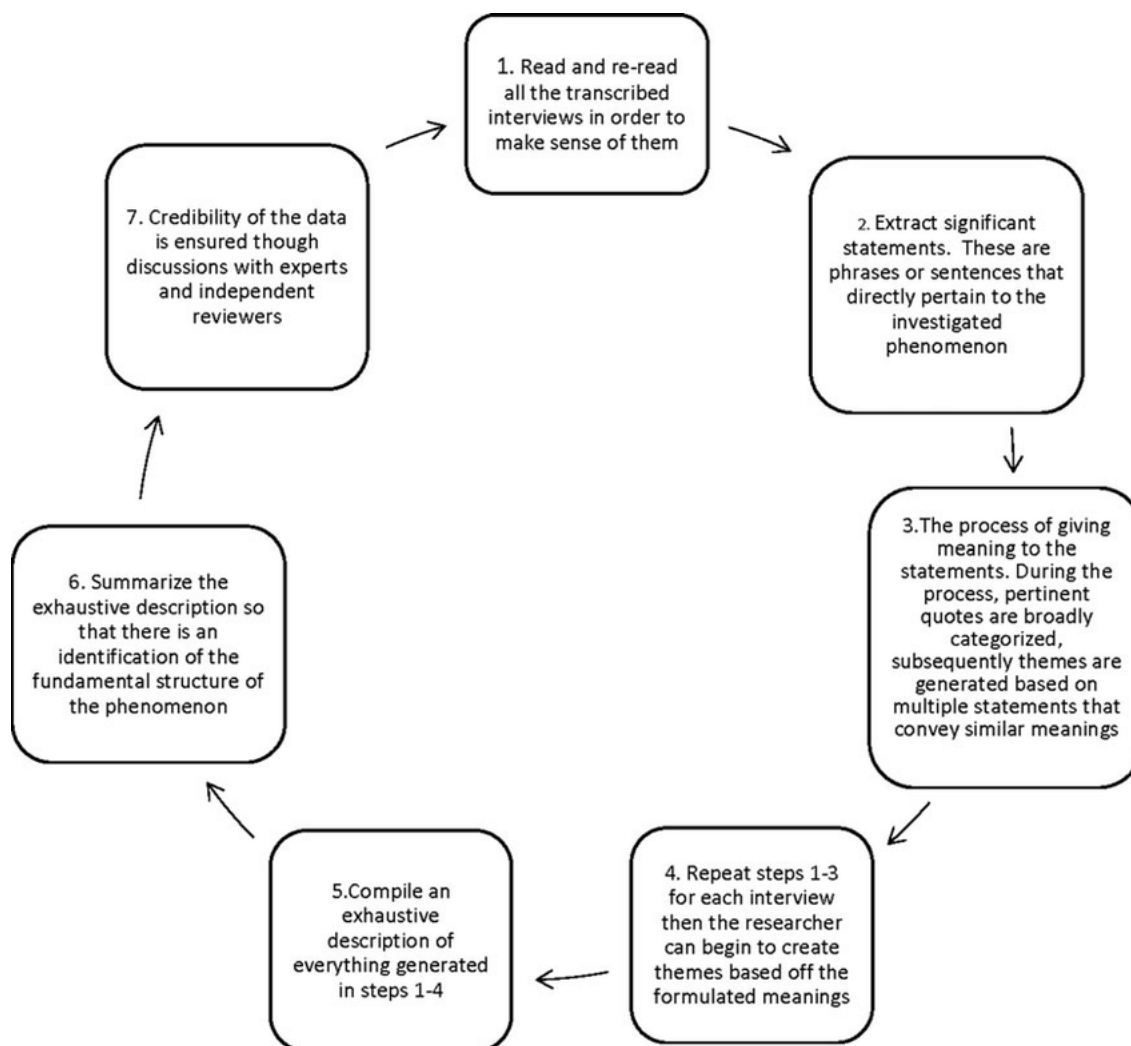 1. Read and re-read
all the transcribed
interviews in order to
make sense of them
2. Extract significant
statements. These are
phrases or sentences that
directly pertain to the
investigated
phenomenon
3.The process of giving
meaning to the
statements. During the
process, pertinent
quotes are broadly
categorized,
subsequently themes are
generated based on
multiple statements that
convey similar meanings
4. Repeat steps 1-3
for each interview
then the researcher
can begin to create
themes based off the
formulated meanings
5.Compile an
exhaustive
description of
everything generated
in steps 1-4
6. Summarize the
exhaustive description so
that there is an
identification of the
fundamental structure of
the phenomenon
7. Credibility of the data
is ensured though
discussions with experts
and independent
reviewers